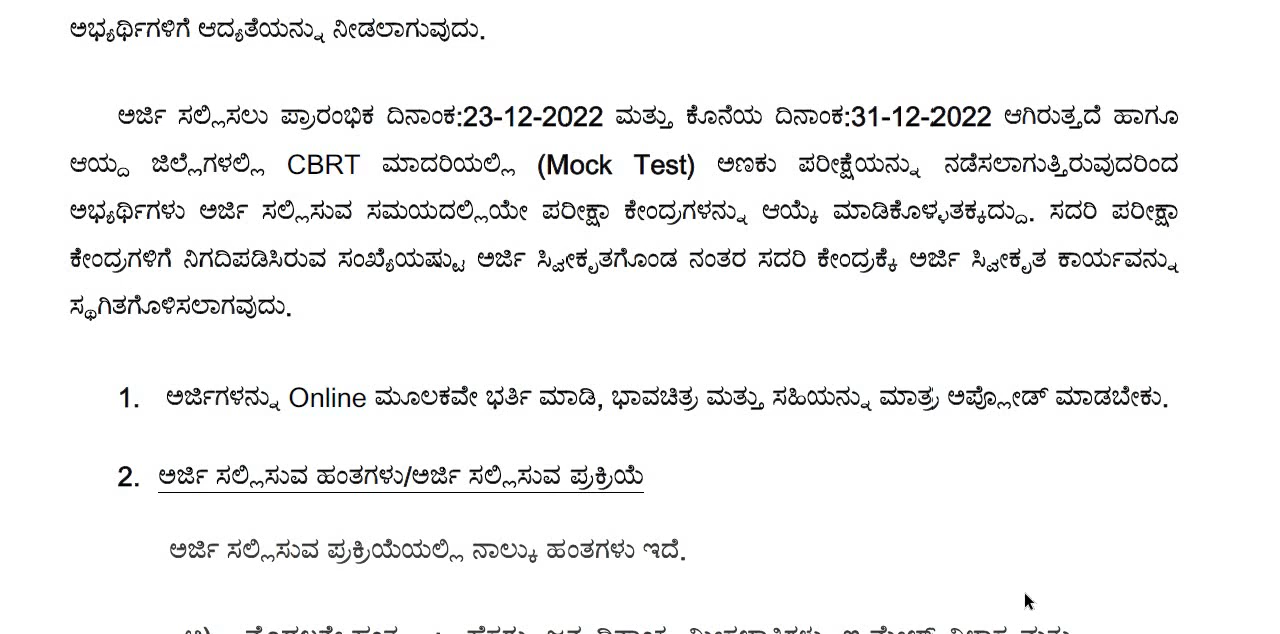 ಅಭ್ಯರ್ಥಿಗಳಿಗೆ ಆದ್ಯತೆಯನ್ನು ನೀಡಲಾಗುವುದು.
ಅರ್ಜಿ ಸಲ್ಲಿಸಲು ಪ್ರಾರಂಭಿಕ ದಿನಾಂಕ:23-12-2022 ಮತ್ತು ಕೊನೆಯ ದಿನಾಂಕ:31-12-2022 ಆಗಿರುತ್ತದೆ ಹಾಗೂ
ಆಯ್ದ ಜಿಲ್ಲೆಗಳಲ್ಲಿ CBRT ಮಾದರಿಯಲ್ಲಿ (Mock Test) ಅಣಕು ಪರೀಕ್ಷೆಯನ್ನು ನಡೆಸಲಾಗುತ್ತಿರುವುದರಿಂದ
ಅಭ್ಯರ್ಥಿಗಳು ಅರ್ಜಿ ಸಲ್ಲಿಸುವ ಸಮಯದಲ್ಲಿಯೇ ಪರೀಕ್ಷಾ ಕೇಂದ್ರಗಳನ್ನು ಆಯ್ಕೆ ಮಾಡಿಕೊಳ್ಳತಕ್ಕದ್ದು. ಸದರಿ ಪರೀಕ್ಷಾ
ಕೇಂದ್ರಗಳಿಗೆ ನಿಗದಿಪಡಿಸಿರುವ ಸಂಖ್ಯೆಯಷ್ಟು ಅರ್ಜಿ ಸ್ವೀಕೃತಗೊಂಡ ನಂತರ ಸದರಿ ಕೇಂದ್ರಕ್ಕೆ ಅರ್ಜಿ ಸ್ವೀಕೃತ ಕಾರ್ಯವನ್ನು
ಸ್ಥಗಿತಗೊಳಿಸಲಾಗವುದು.
1. ಅರ್ಜಿಗಳನ್ನು Online ಮೂಲಕವೇ ಭರ್ತಿ ಮಾಡಿ, ಭಾವಚಿತ್ರ ಮತ್ತು ಸಹಿಯನ್ನು ಮಾತ್ರ ಅಪ್ಲೋಡ್ ಮಾಡಬೇಕು.
2. ಅರ್ಜಿ ಸಲ್ಲಿಸುವ ಹಂತಗಳು/ಅರ್ಜಿ ಸಲ್ಲಿಸುವ ಪ್ರಕ್ರಿಯೆ
ಅರ್ಜಿ ಸಲ್ಲಿಸುವ ಪ್ರಕ್ರಿಯೆಯಲ್ಲಿ ನಾಲ್ಕು ಹಂತಗಳು ಇದೆ.